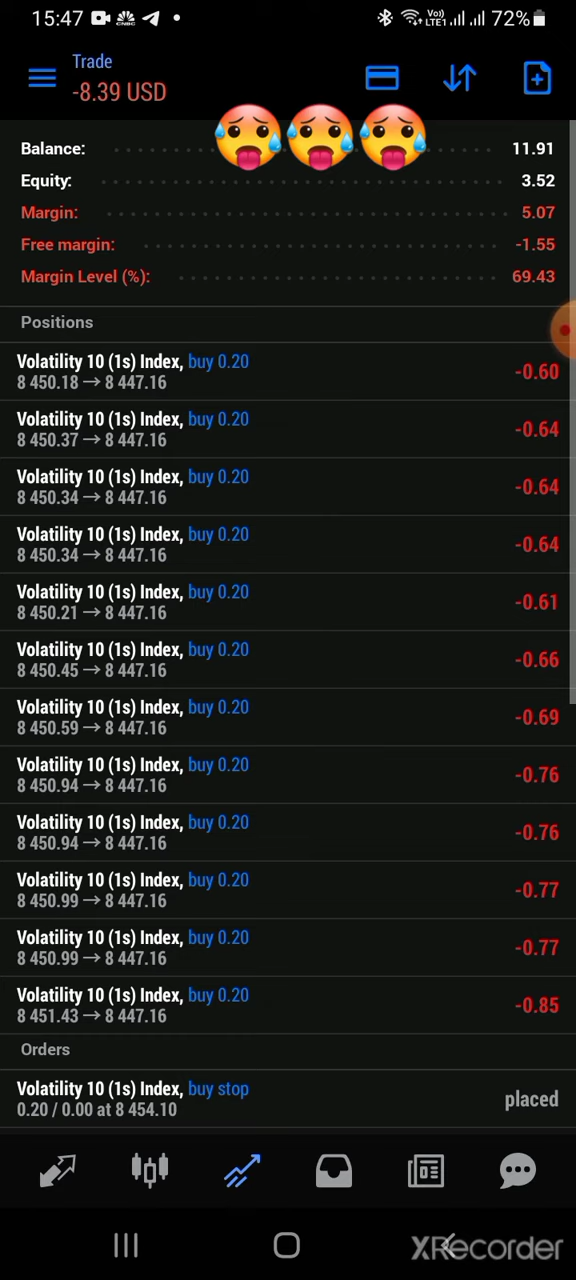 15:47 Vo)) LTE1 72%
Trade
-8.39 USD
Balance: 11.91
Equity: 3.52
Margin: 5.07
Free margin: -1.55
Margin Level (%): 69.43
Positions
Volatility 10 (1s) Index, buy 0.20
8 450.18 → 8 447.16 -0.60
Volatility 10 (1s) Index, buy 0.20
8 450.37 → 8 447.16 -0.64
Volatility 10 (1s) Index, buy 0.20
8 450.34 → 8 447.16 -0.64
Volatility 10 (1s) Index, buy 0.20
8 450.34 → 8 447.16 -0.64
Volatility 10 (1s) Index, buy 0.20
8 450.21 → 8 447.16 -0.61
Volatility 10 (1s) Index, buy 0.20
8 450.45 → 8 447.16 -0.66
Volatility 10 (1s) Index, buy 0.20
8 450.59 → 8 447.16 -0.69
Volatility 10 (1s) Index, buy 0.20
8 450.94 → 8 447.16 -0.76
Volatility 10 (1s) Index, buy 0.20
8 450.94 → 8 447.16 -0.76
Volatility 10 (1s) Index, buy 0.20
8 450.99 → 8 447.16 -0.77
Volatility 10 (1s) Index, buy 0.20
8 450.99 → 8 447.16 -0.77
Volatility 10 (1s) Index, buy 0.20
8 451.43 → 8 447.16 -0.85
Orders
Volatility 10 (1s) Index, buy stop
0.20 / 0.00 at 8 454.10 placed
XRecorder